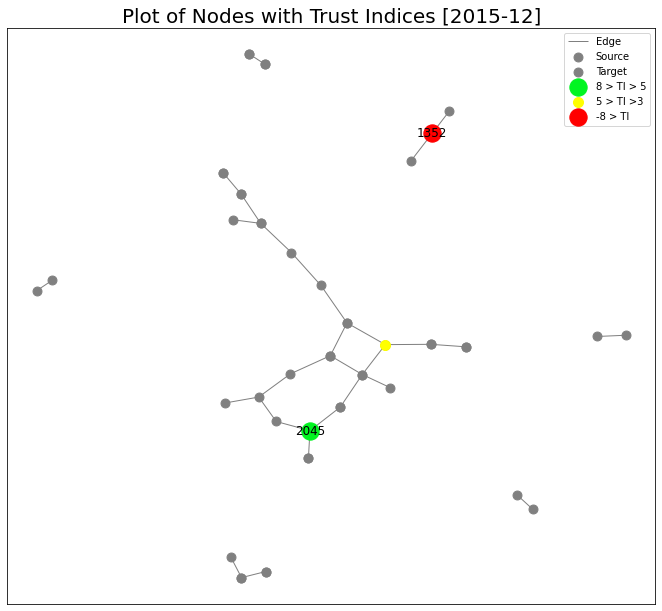 Plot of Nodes with Trust Indices [2015-12]
Edge
Source
Target
8 > TI > 5
5 > TI >3
-8 > TI
1352
2045